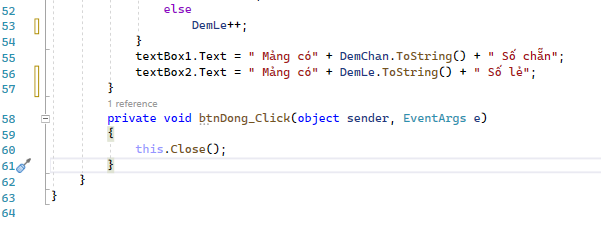 52 else
53 DemLe++;
54 }
55 textBox1.Text = " Mảng có" + DemChan.ToString() + " Số chẵn";
56 textBox2.Text = " Mảng có" + DemLe.ToString() + " Số lẻ";
57 }
1 reference
58 private void btnDong_Click(object sender, EventArgs e)
59 {
60 this.Close();
61 }
62 }
63 }
64